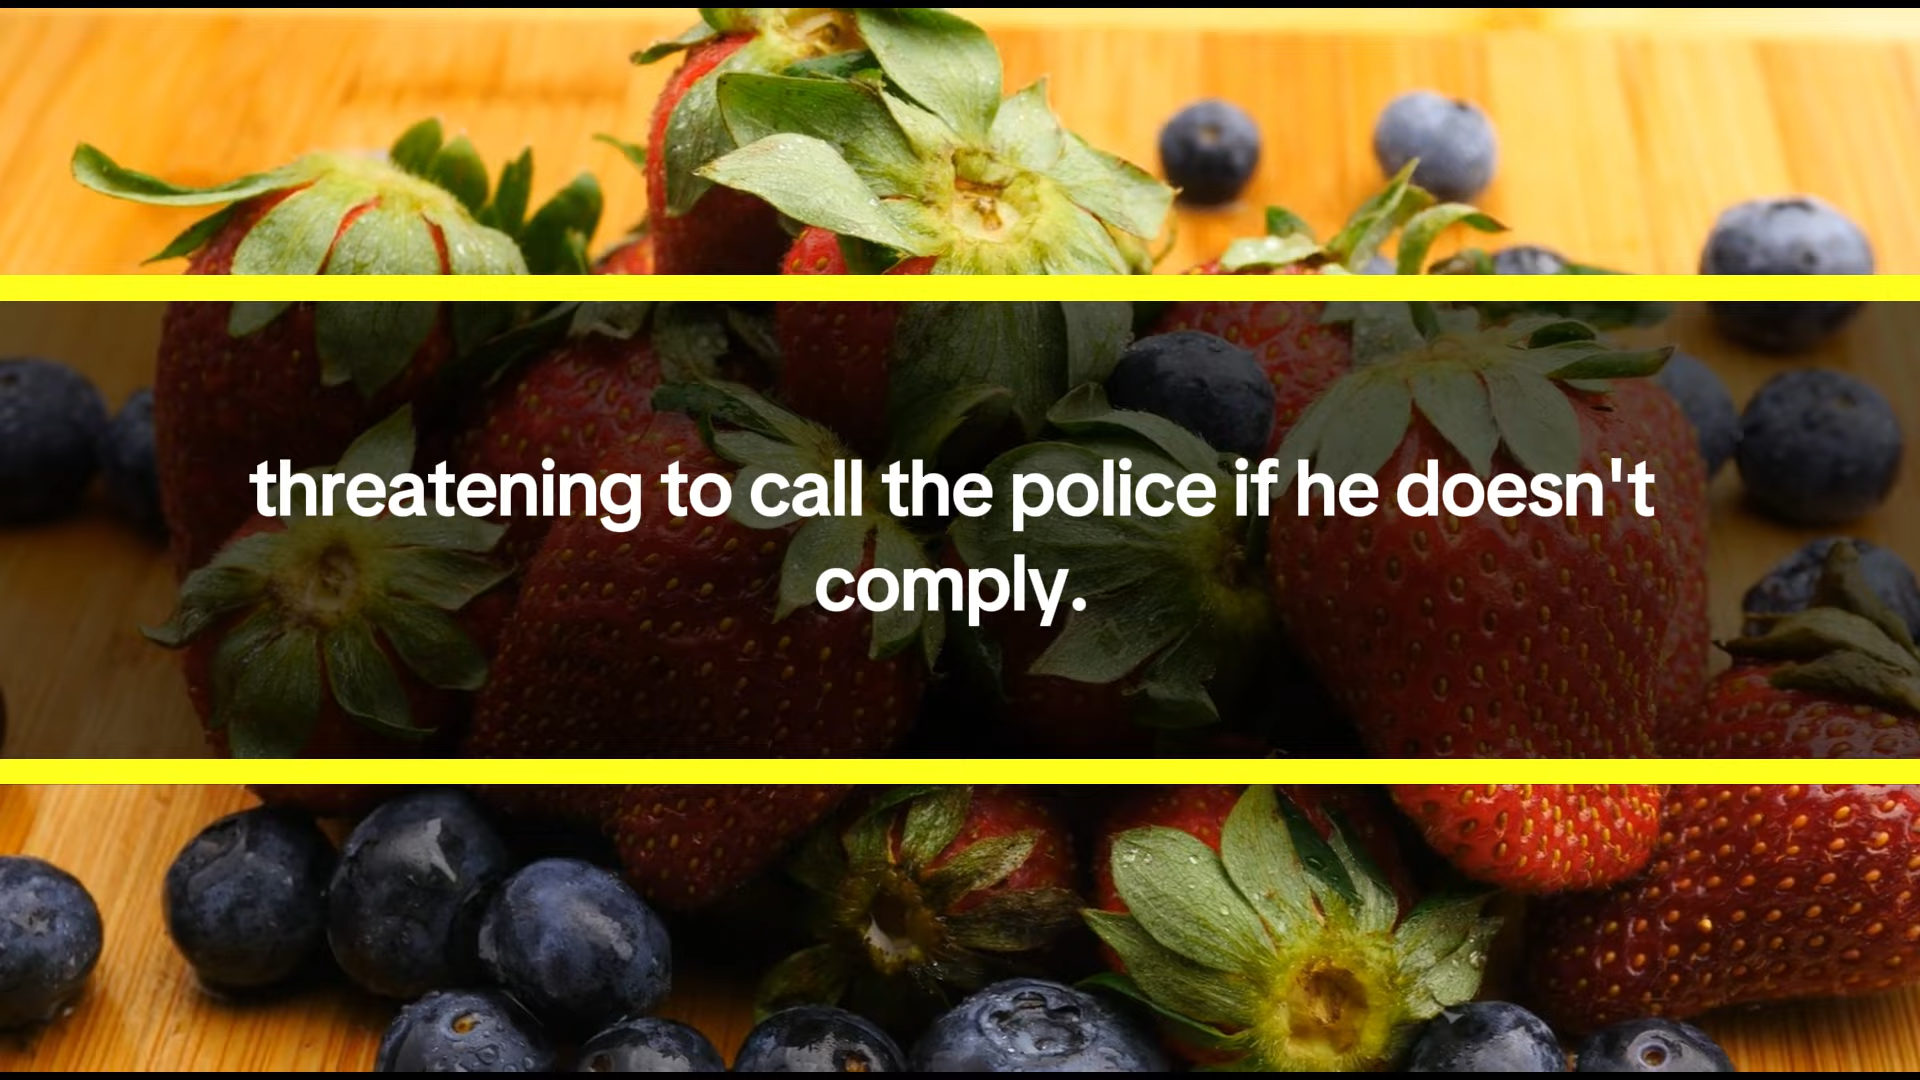 threatening to call the police if he doesn't
comply.